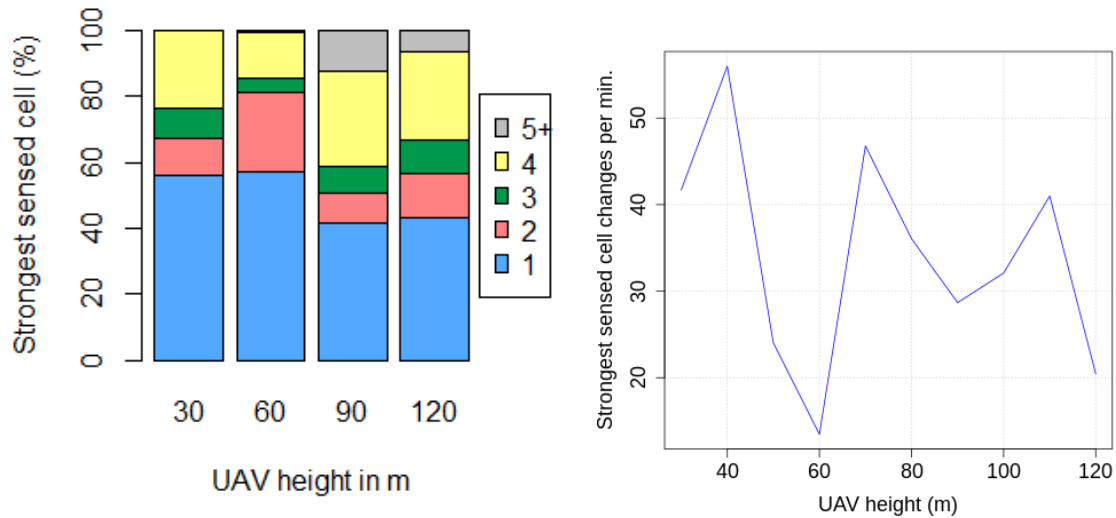 Strongest sensed cell (%)
0 20 40 60 80 100
30 60 90 120
UAV height in m
5+
4
3
2
1
Strongest sensed cell changes per min.
20 30 40 50
40 60 80 100 120
UAV height (m)